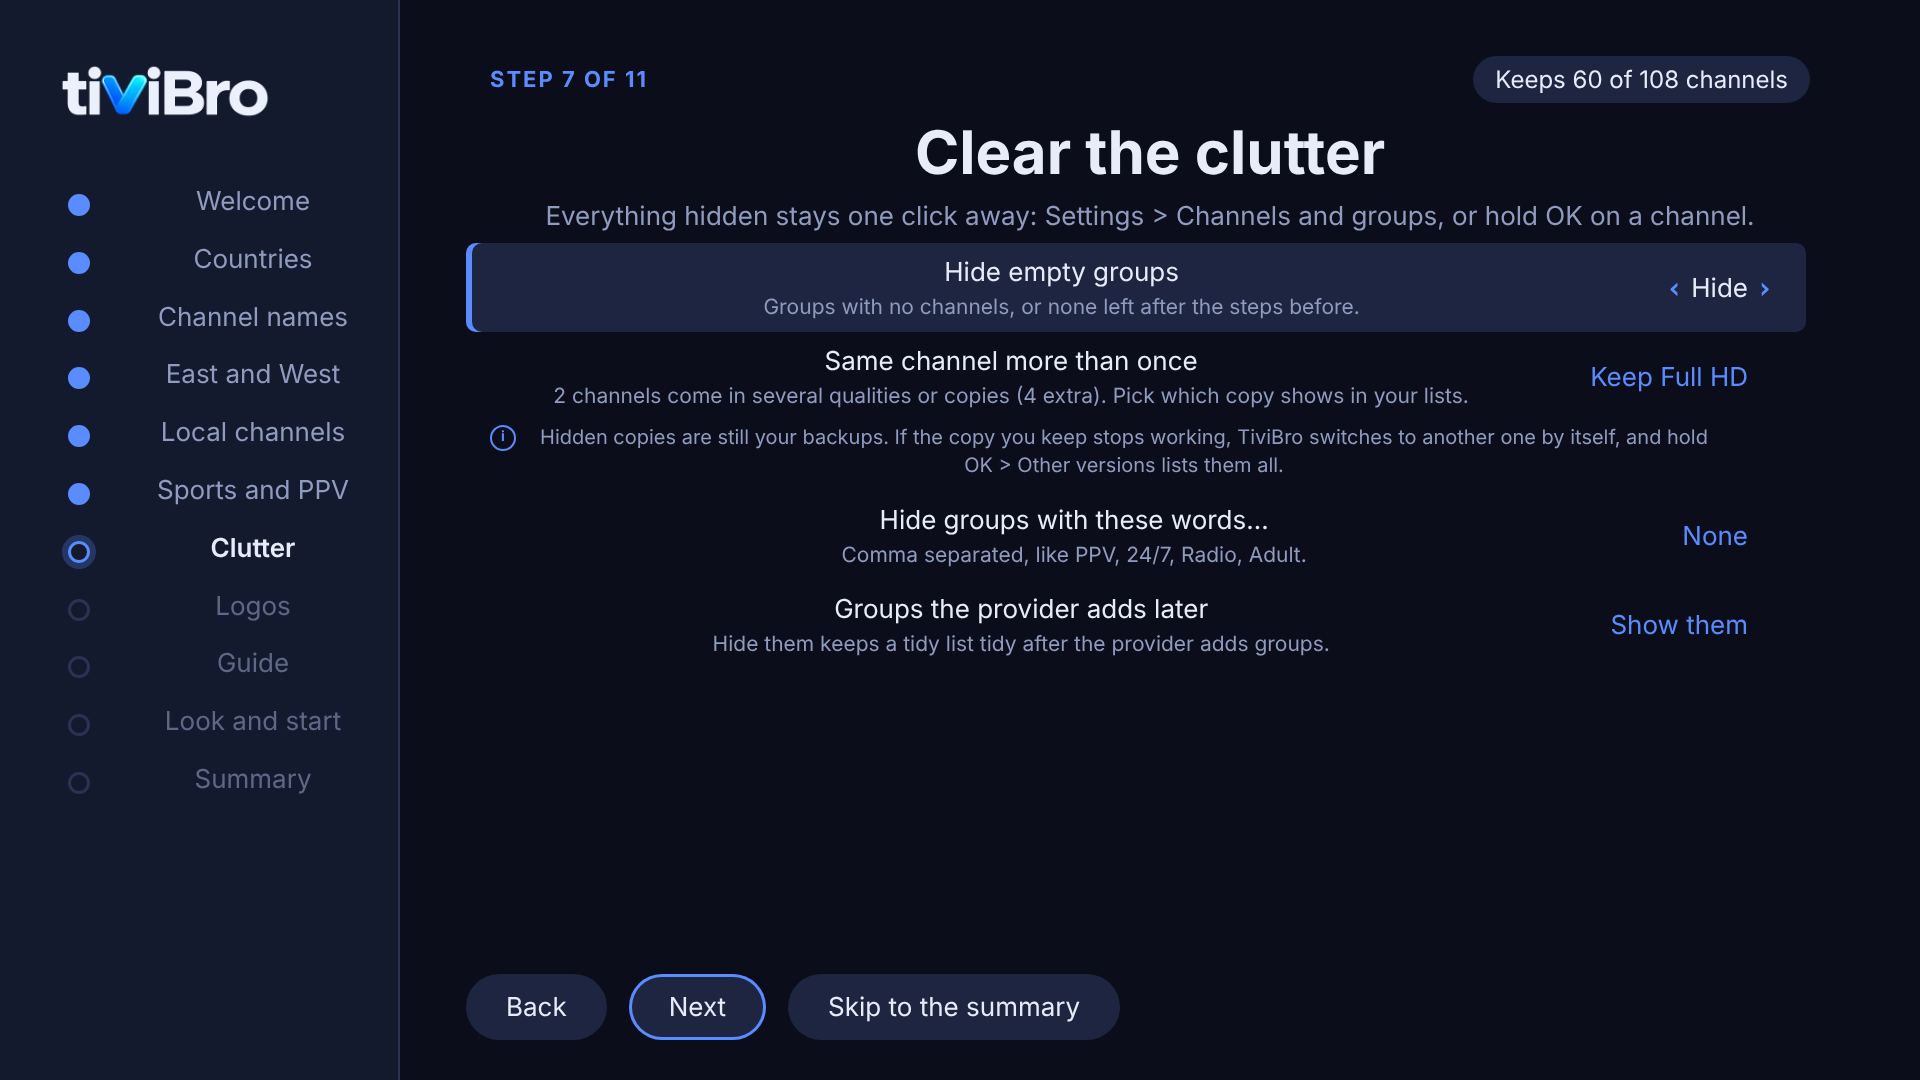 tiviBro
Welcome
Countries
Channel names
East and West
Local channels
Sports and PPV
Clutter
Logos
Guide
Look and start
Summary
STEP 7 OF 11
Keeps 60 of 108 channels
Clear the clutter
Everything hidden stays one click away: Settings > Channels and groups, or hold OK on a channel.
Hide empty groups
Groups with no channels, or none left after the steps before.
‹ Hide ›
Same channel more than once
2 channels come in several qualities or copies (4 extra). Pick which copy shows in your lists.
Keep Full HD
Hidden copies are still your backups. If the copy you keep stops working, TiviBro switches to another one by itself, and hold
OK > Other versions lists them all.
Hide groups with these words...
Comma separated, like PPV, 24/7, Radio, Adult.
None
Groups the provider adds later
Hide them keeps a tidy list tidy after the provider adds groups.
Show them
Back
Next
Skip to the summary